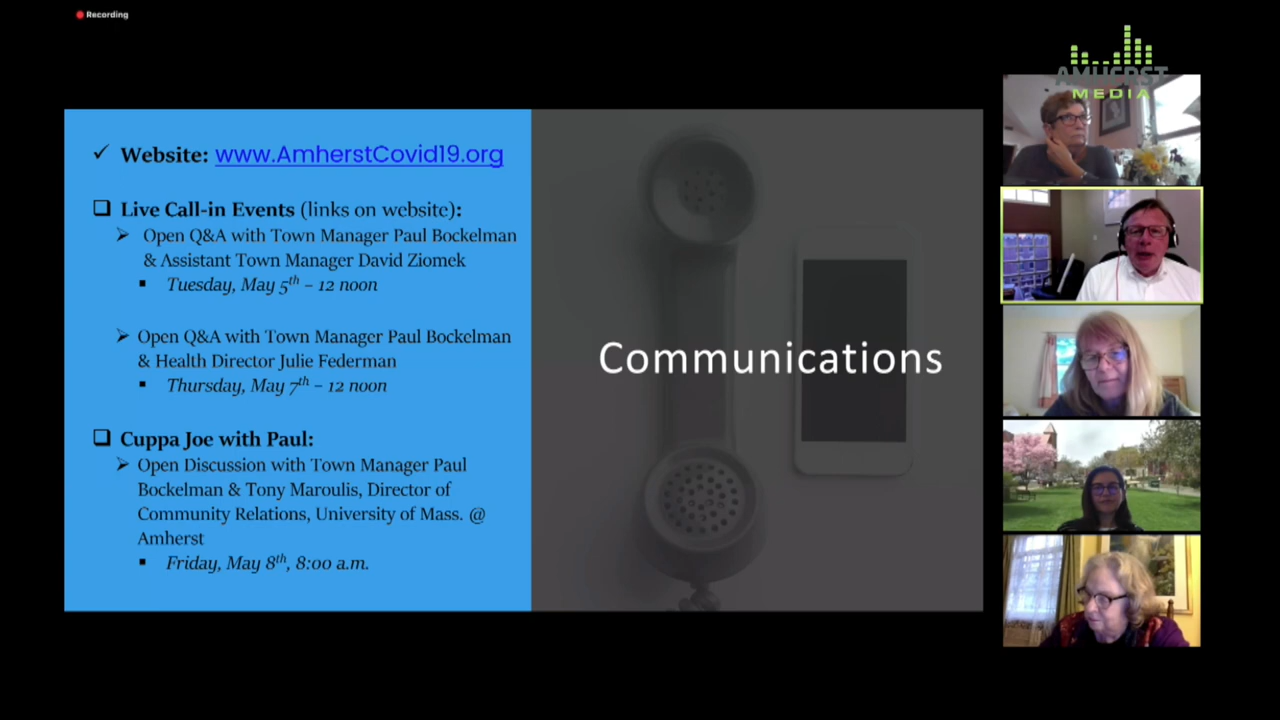 Recording
AMHERST
MEDIA
✓ Website: www.AmherstCovid19.org
❑ Live Call-in Events (links on website):
➢ Open Q&A with Town Manager Paul Bockelman
& Assistant Town Manager David Ziomek
▪ Tuesday, May 5th – 12 noon
➢ Open Q&A with Town Manager Paul Bockelman
& Health Director Julie Federman
▪ Thursday, May 7th – 12 noon
❑ Cuppa Joe with Paul:
➢ Open Discussion with Town Manager Paul
Bockelman & Tony Maroulis, Director of
Community Relations, University of Mass. @
Amherst
▪ Friday, May 8th, 8:00 a.m.
Communications